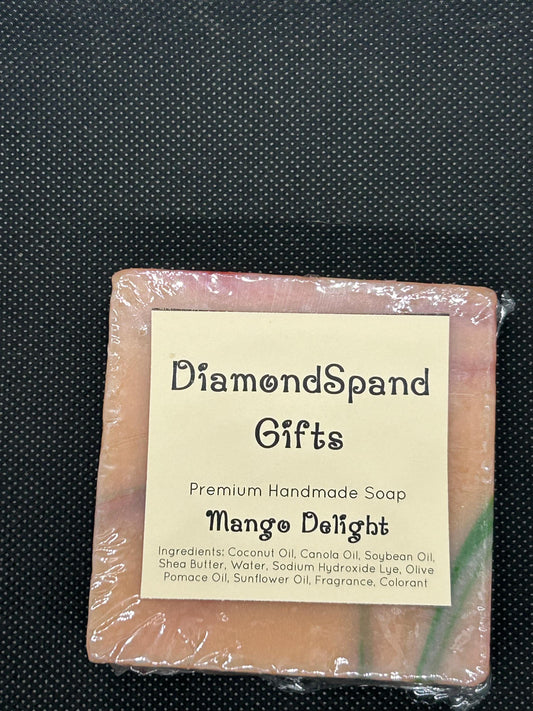 DiamondSpand
Gifts
Premium Handmade Soap
Mango Delight
Ingredients: Coconut Oil, Canola Oil, Soybean Oil,
Shea Butter, Water, Sodium Hydroxide Lye, Olive
Pomace Oil, Sunflower Oil, Fragrance, Colorant